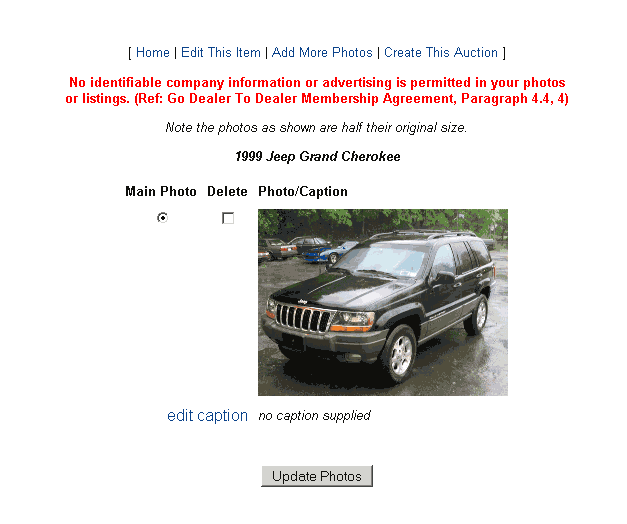 [ Home | Edit This Item | Add More Photos | Create This Auction ]
No identifiable company information or advertising is permitted in your photos
or listings. (Ref: Go Dealer To Dealer Membership Agreement, Paragraph 4.4, 4)
Note the photos as shown are half their original size.
1999 Jeep Grand Cherokee
Main Photo Delete Photo/Caption
Jeep
edit caption no caption supplied
Update Photos